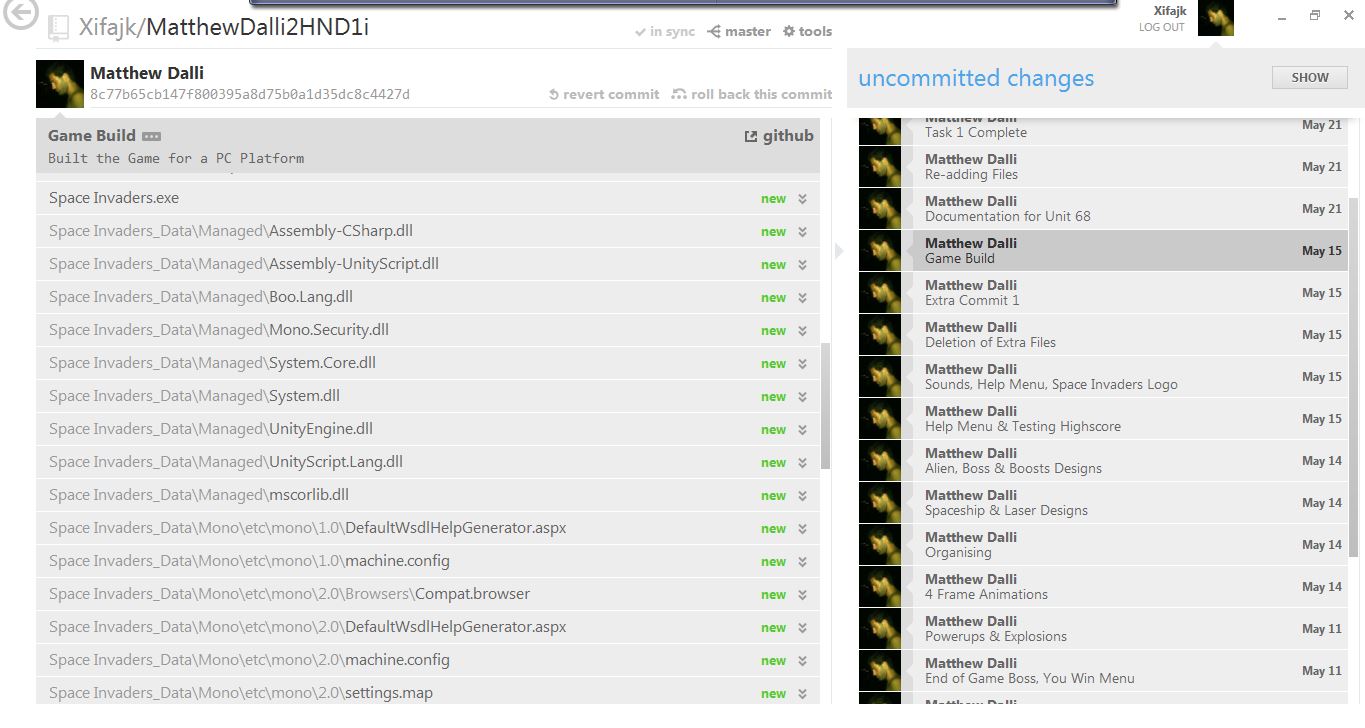 Xifajk/MatthewDalli2HND1i
in sync
master
tools
Xifajk
LOG OUT
Matthew Dalli
8c77b65cb147f800395a8d75b0a1d35dc8c4427d
revert commit
roll back this commit
Game Build
github
Built the Game for a PC Platform
Space Invaders.exe new
Space Invaders_Data\Managed\Assembly-CSharp.dll new
Space Invaders_Data\Managed\Assembly-UnityScript.dll new
Space Invaders_Data\Managed\Boo.Lang.dll new
Space Invaders_Data\Managed\Mono.Security.dll new
Space Invaders_Data\Managed\System.Core.dll new
Space Invaders_Data\Managed\System.dll new
Space Invaders_Data\Managed\UnityEngine.dll new
Space Invaders_Data\Managed\UnityScript.Lang.dll new
Space Invaders_Data\Managed\mscorlib.dll new
Space Invaders_Data\Mono\etc\mono\1.0\DefaultWsdlHelpGenerator.aspx new
Space Invaders_Data\Mono\etc\mono\1.0\machine.config new
Space Invaders_Data\Mono\etc\mono\2.0\Browsers\Compat.browser new
Space Invaders_Data\Mono\etc\mono\2.0\DefaultWsdlHelpGenerator.aspx new
Space Invaders_Data\Mono\etc\mono\2.0\machine.config new
Space Invaders_Data\Mono\etc\mono\2.0\settings.map new
uncommitted changes
SHOW
Matthew Dalli
Task 1 Complete
May 21
Matthew Dalli
Re-adding Files
May 21
Matthew Dalli
Documentation for Unit 68
May 21
Matthew Dalli
Game Build
May 15
Matthew Dalli
Extra Commit 1
May 15
Matthew Dalli
Deletion of Extra Files
May 15
Matthew Dalli
Sounds, Help Menu, Space Invaders Logo
May 15
Matthew Dalli
Help Menu & Testing Highscore
May 15
Matthew Dalli
Alien, Boss & Boosts Designs
May 14
Matthew Dalli
Spaceship & Laser Designs
May 14
Matthew Dalli
Organising
May 14
Matthew Dalli
4 Frame Animations
May 14
Matthew Dalli
Powerups & Explosions
May 11
Matthew Dalli
End of Game Boss, You Win Menu
May 11
Matthew Dalli